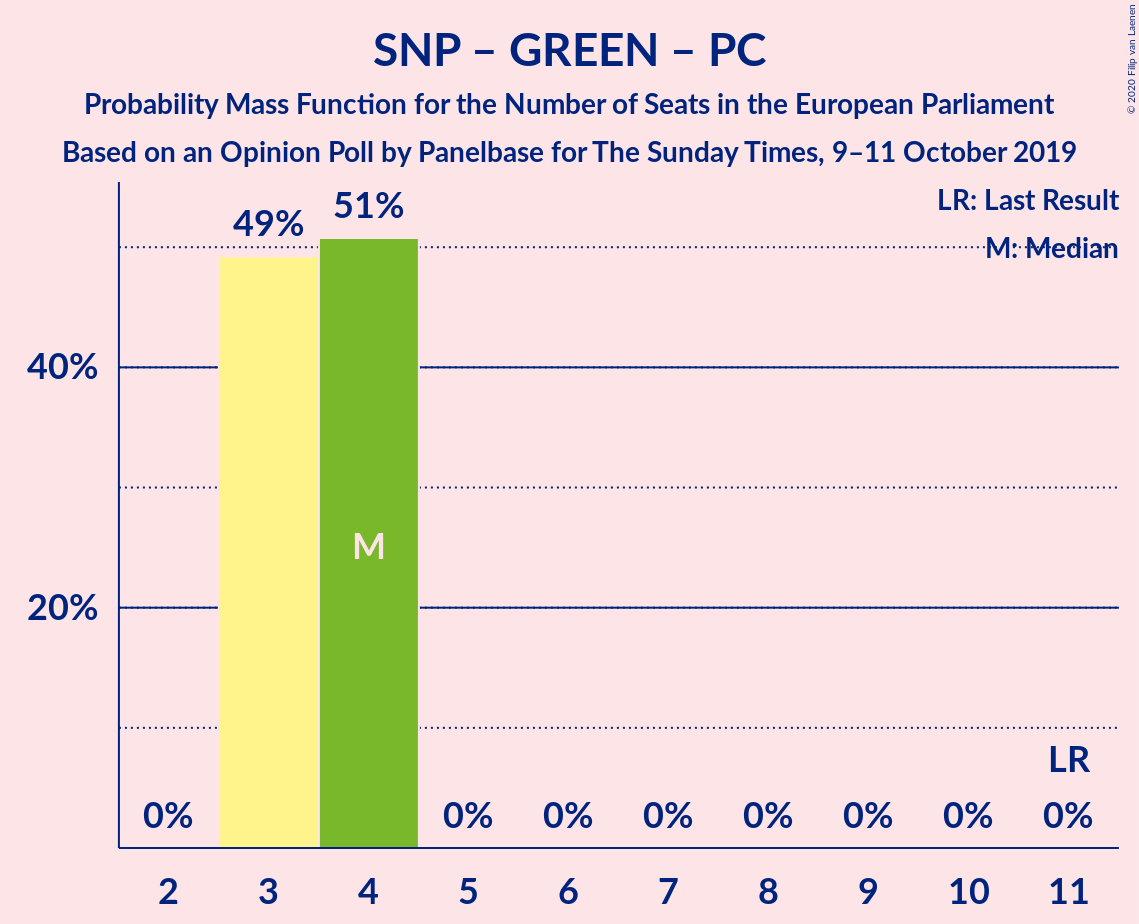 SNP – GREEN – PC
Probability Mass Function for the Number of Seats in the European Parliament
Based on an Opinion Poll by Panelbase for The Sunday Times, 9–11 October 2019
© 2020 Filip van Laenen
LR: Last Result
M: Median
49%
51%
40%
20%
M
LR
0%
0%
0%
0%
0%
0%
0%
0%
2
3
4
5
6
7
8
9
10
11